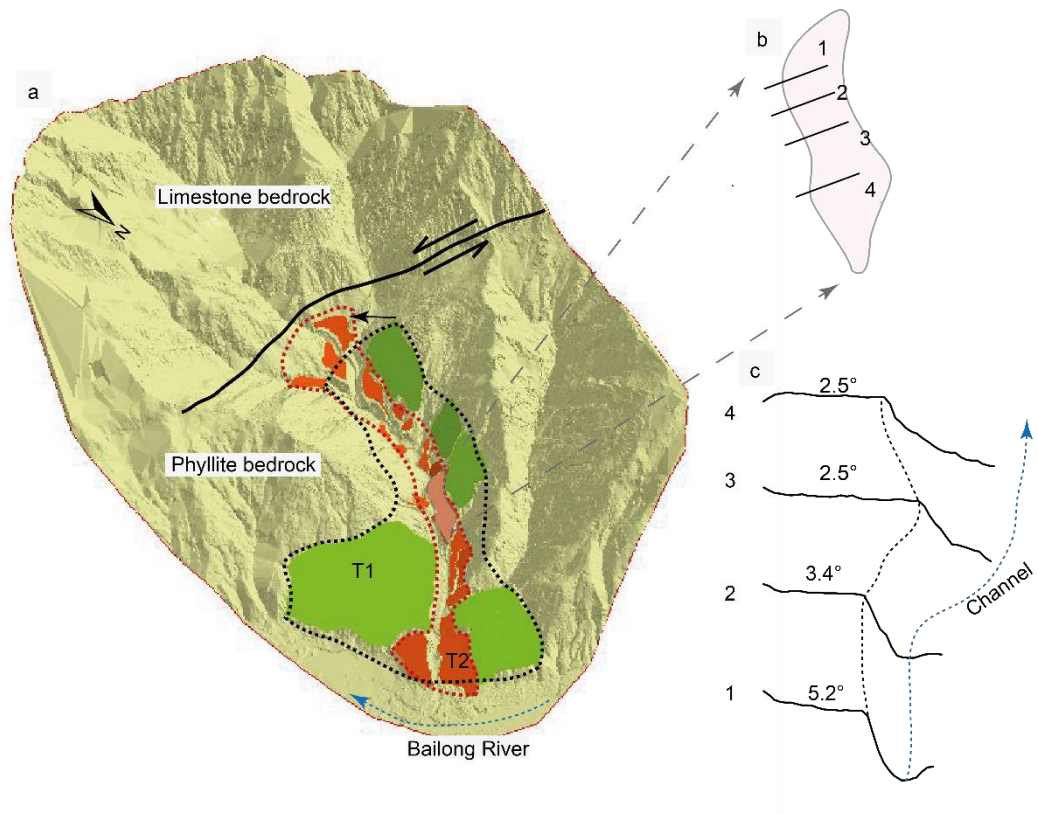 a
Limestone bedrock
N
Phyllite bedrock
T1
T2
Bailong River
b
1
2
3
4
c
2.5°
4
2.5°
3
3.4°
2
5.2°
1
Channel